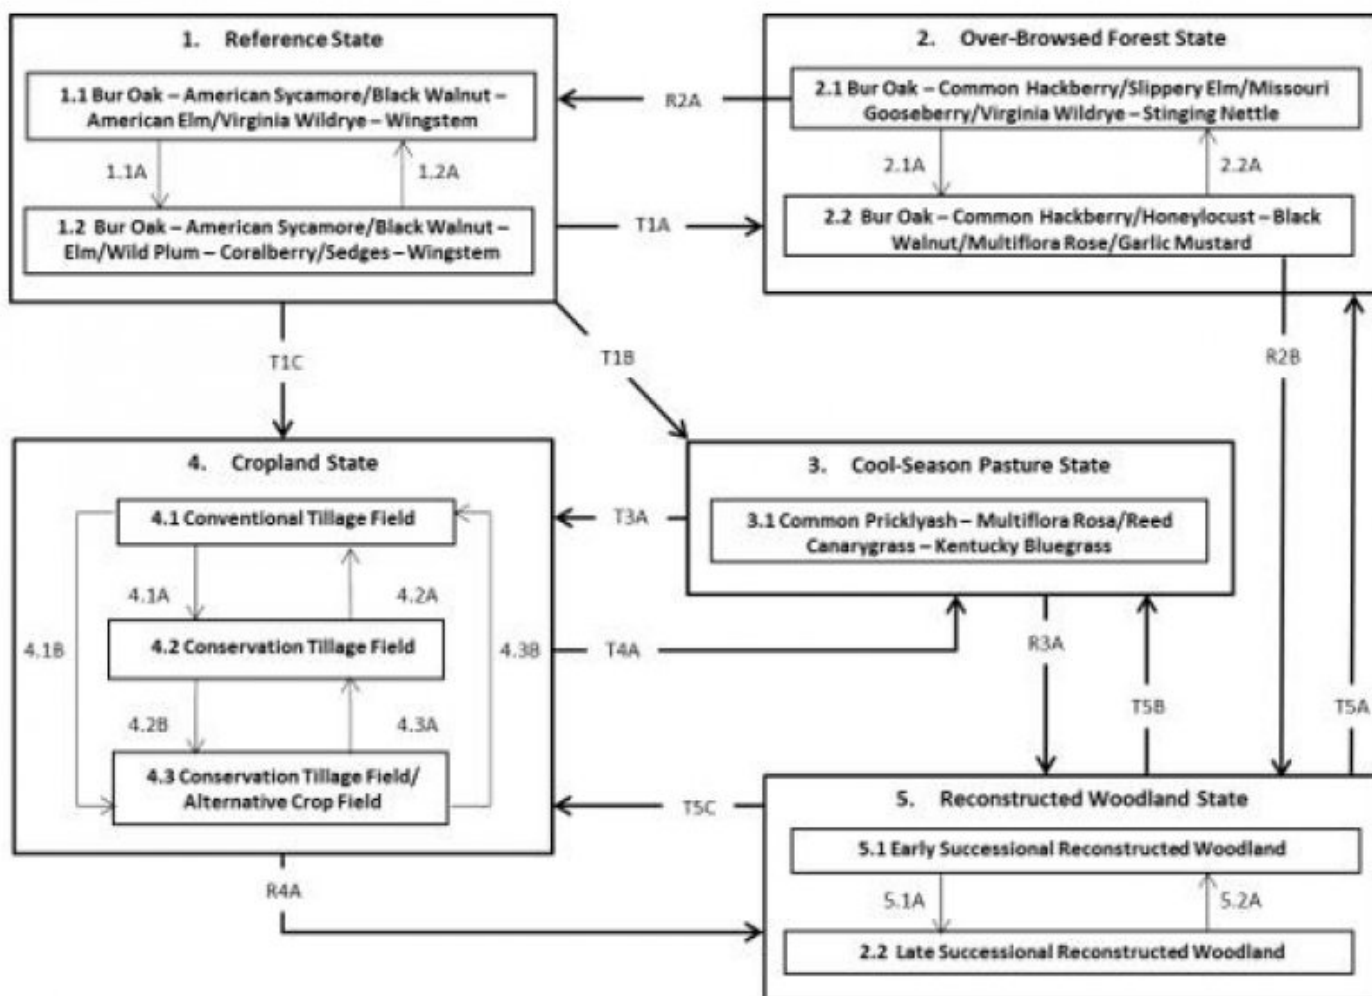 1. Reference State
1.1 Bur Oak – American Sycamore/Black Walnut –
American Elm/Virginia Wildrye – Wingstem
1.1A
1.2A
1.2 Bur Oak – American Sycamore/Black Walnut –
Elm/Wild Plum – Coralberry/Sedges – Wingstem
R2A
T1A
2. Over-Browsed Forest State
2.1 Bur Oak – Common Hackberry/Slippery Elm/Missouri
Gooseberry/Virginia Wildrye – Stinging Nettle
2.1A
2.2A
2.2 Bur Oak – Common Hackberry/Honeylocust – Black
Walnut/Multiflora Rose/Garlic Mustard
T1C
T1B
R2B
4. Cropland State
4.1 Conventional Tillage Field
4.1A
4.2A
4.1B
4.2 Conservation Tillage Field
4.3B
4.2B
4.3A
4.3 Conservation Tillage Field/
Alternative Crop Field
T3A
3. Cool-Season Pasture State
3.1 Common Pricklyash – Multiflora Rosa/Reed
Canarygrass – Kentucky Bluegrass
T4A
R3A
T5B
T5A
T5C
R4A
5. Reconstructed Woodland State
5.1 Early Successional Reconstructed Woodland
5.1A
5.2A
2.2 Late Successional Reconstructed Woodland